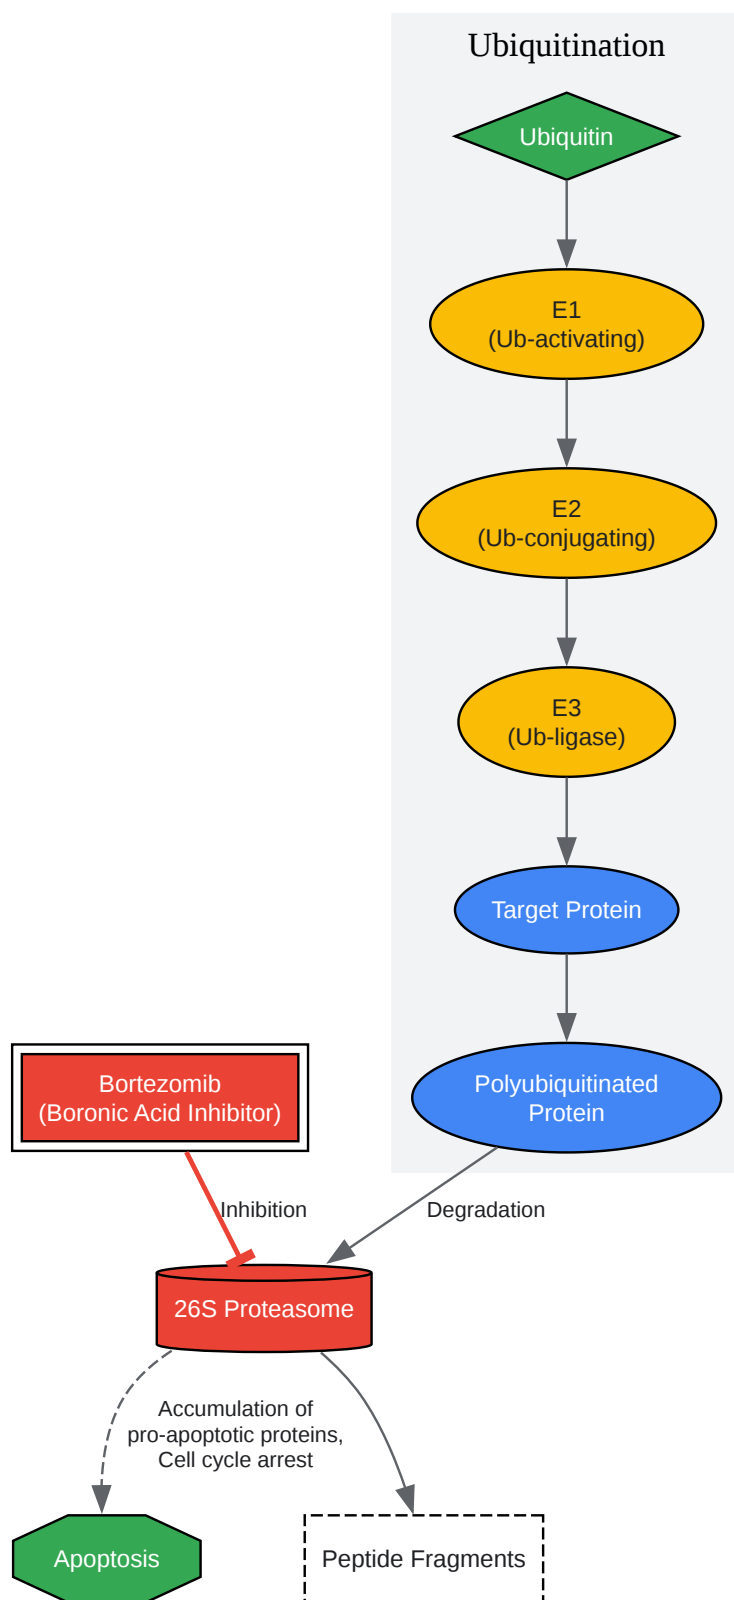 Ubiquitination
Ubiquitin
E1
(Ub-activating)
E2
(Ub-conjugating)
E3
(Ub-ligase)
Target Protein
Bortezomib
(Boronic Acid Inhibitor)
Polyubiquitinated
Protein
Inhibition
Degradation
26S Proteasome
Accumulation of
pro-apoptotic proteins,
Cell cycle arrest
Apoptosis
Peptide Fragments